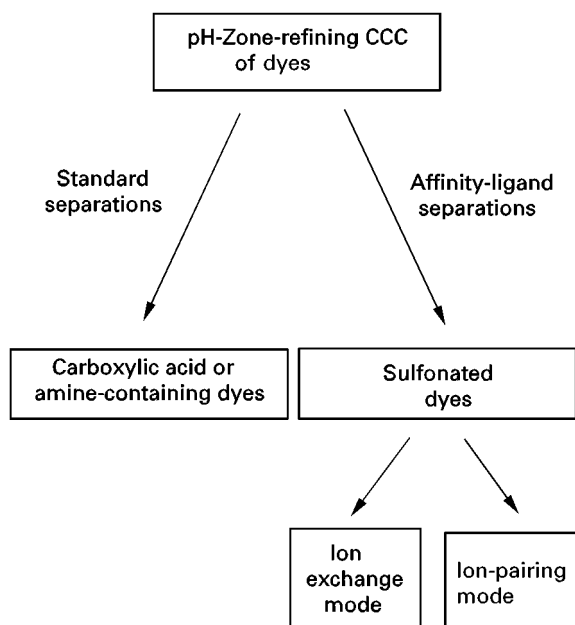 pH-Zone-refining CCC
of dyes
Standard
separations
Affinity-ligand
separations
Carboxylic acid or
amine-containing dyes
Sulfonated
dyes
Ion
exchange
mode
Ion-pairing
mode